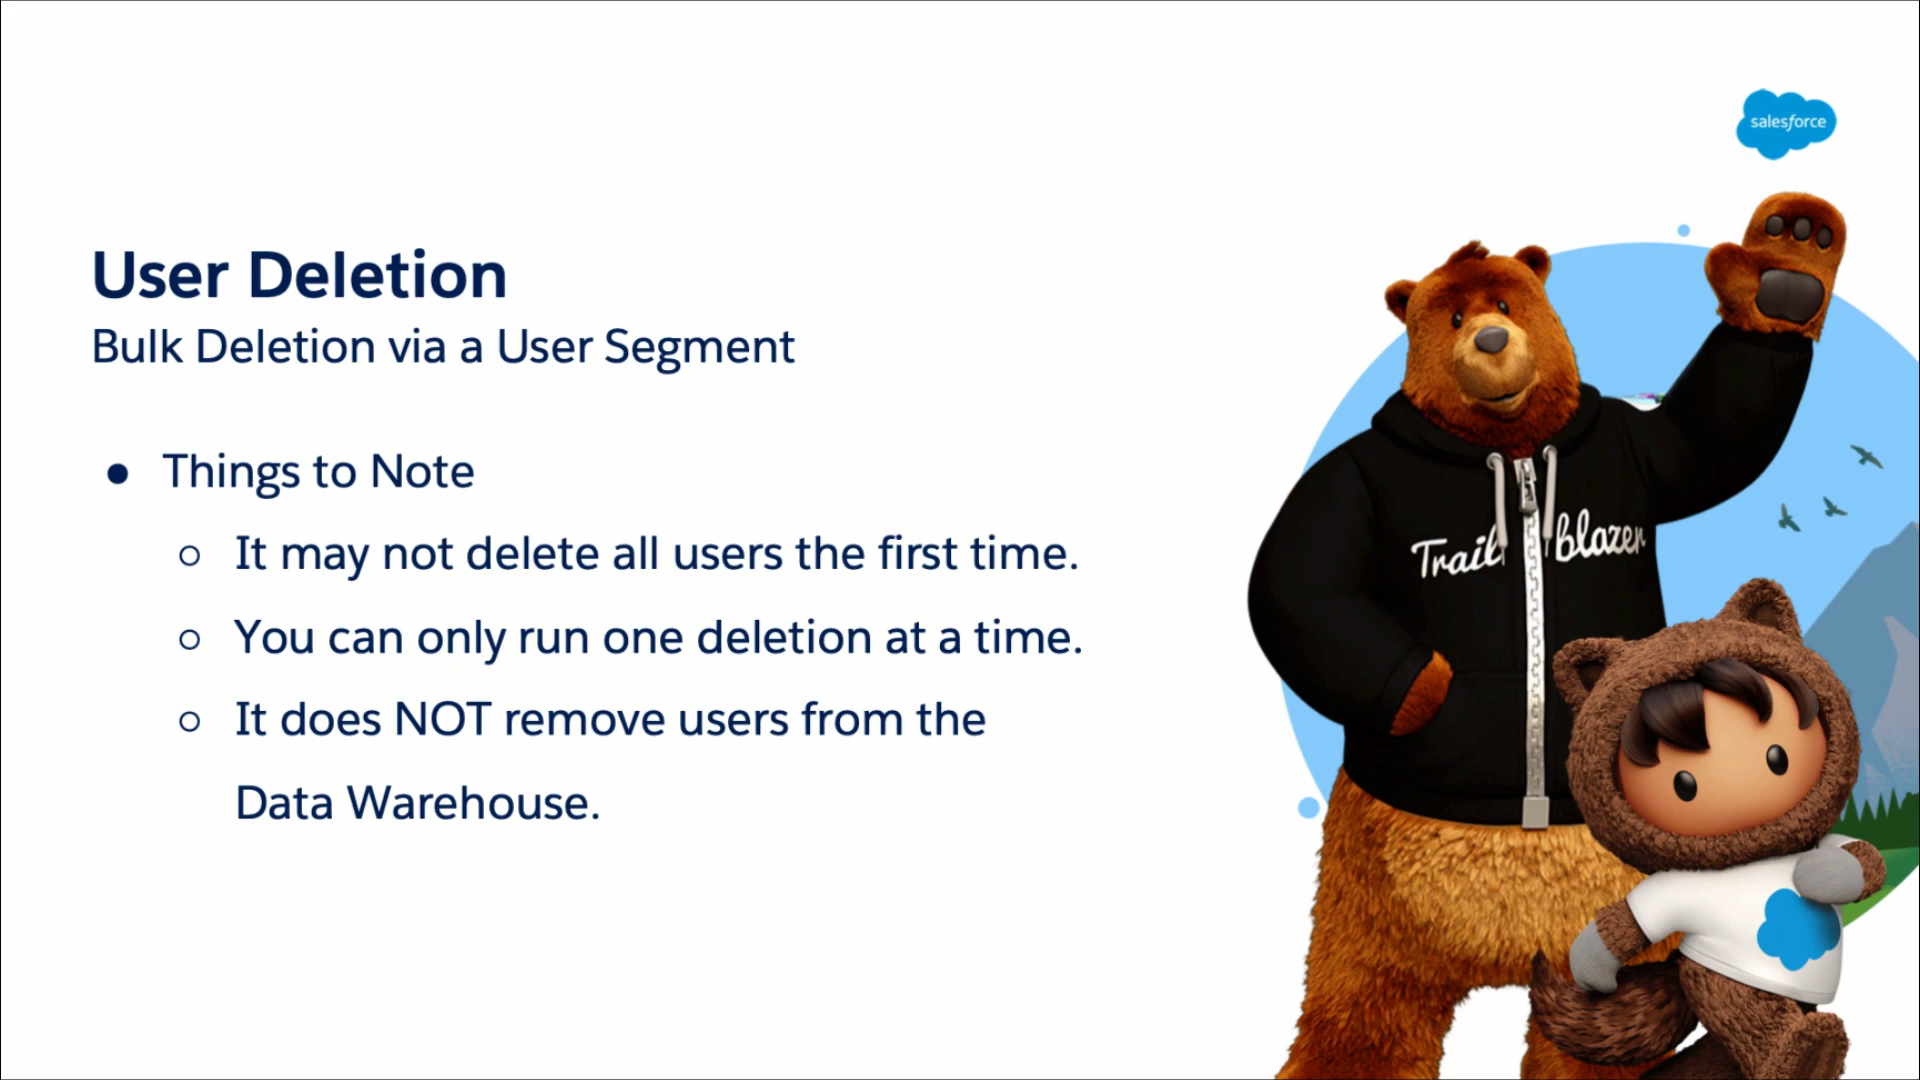 salesforce
User Deletion
Bulk Deletion via a User Segment
● Things to Note
○ It may not delete all users the first time.
○ You can only run one deletion at a time.
○ It does NOT remove users from the
Data Warehouse.
Trailblazer